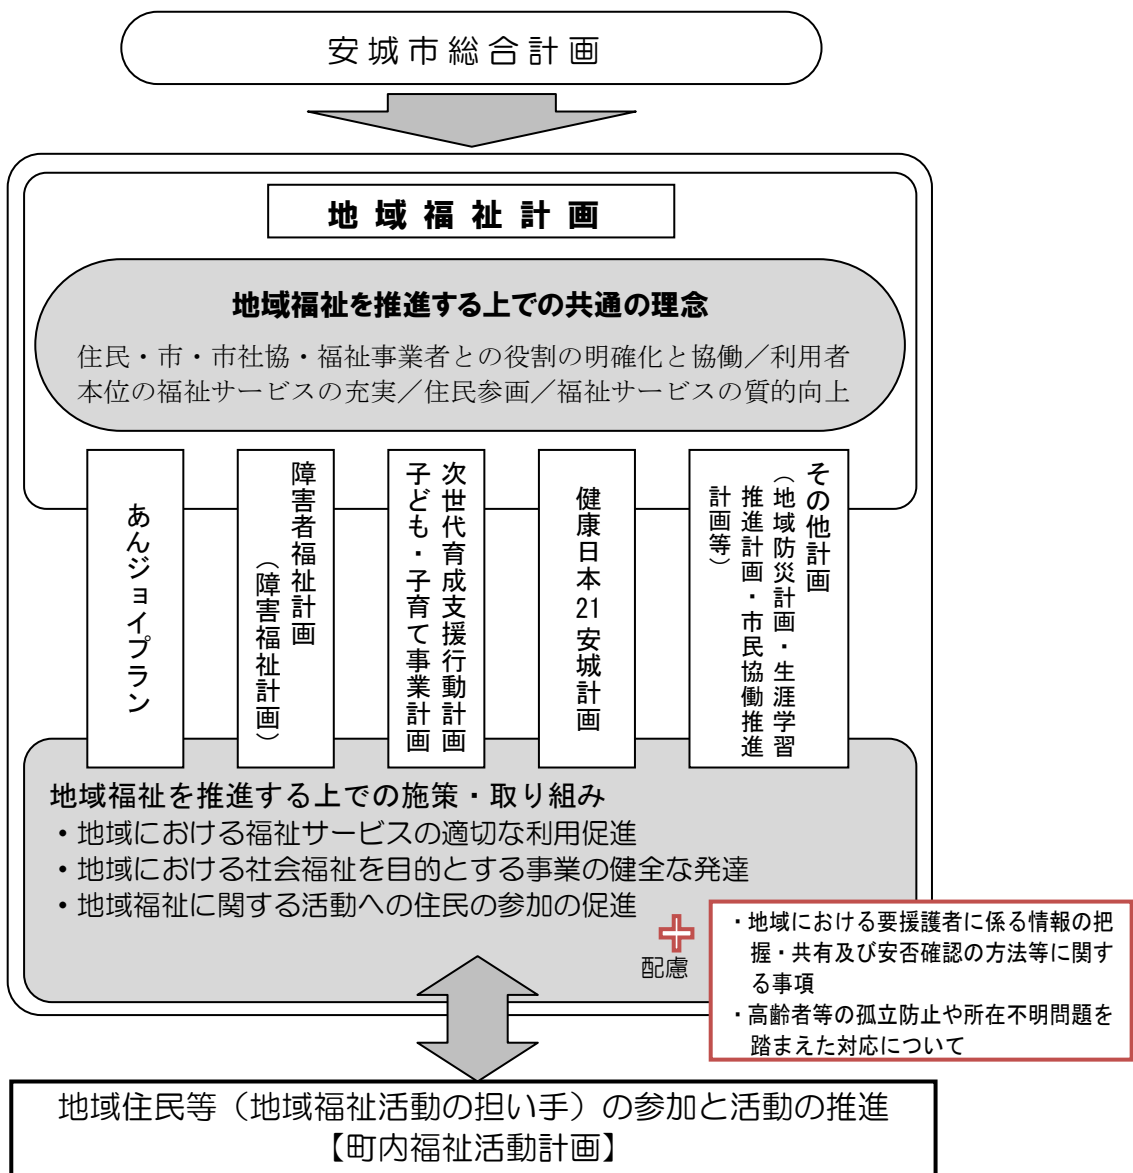 安城市総合計画
地域福祉計画
地域福祉を推進する上での共通の理念
住民・市・市社協・福祉事業者との役割の明確化と協働／利用者
本位の福祉サービスの充実／住民参画／福祉サービスの質的向上
あんジョイプラン
障害者福祉計画
（障害福祉計画）
次世代育成支援行動計画
子ども・子育て事業計画
健康日本21安城計画
その他計画
（地域防災計画・生涯学習
推進計画・市民協働推進
計画等）
地域福祉を推進する上での施策・取り組み
・地域における福祉サービスの適切な利用促進
・地域における社会福祉を目的とする事業の健全な発達
・地域福祉に関する活動への住民の参加の促進
配慮
・地域における要援護者に係る情報の把
握・共有及び安否確認の方法等に関す
る事項
・高齢者等の孤立防止や所在不明問題を
踏まえた対応について
地域住民等（地域福祉活動の担い手）の参加と活動の推進
【町内福祉活動計画】